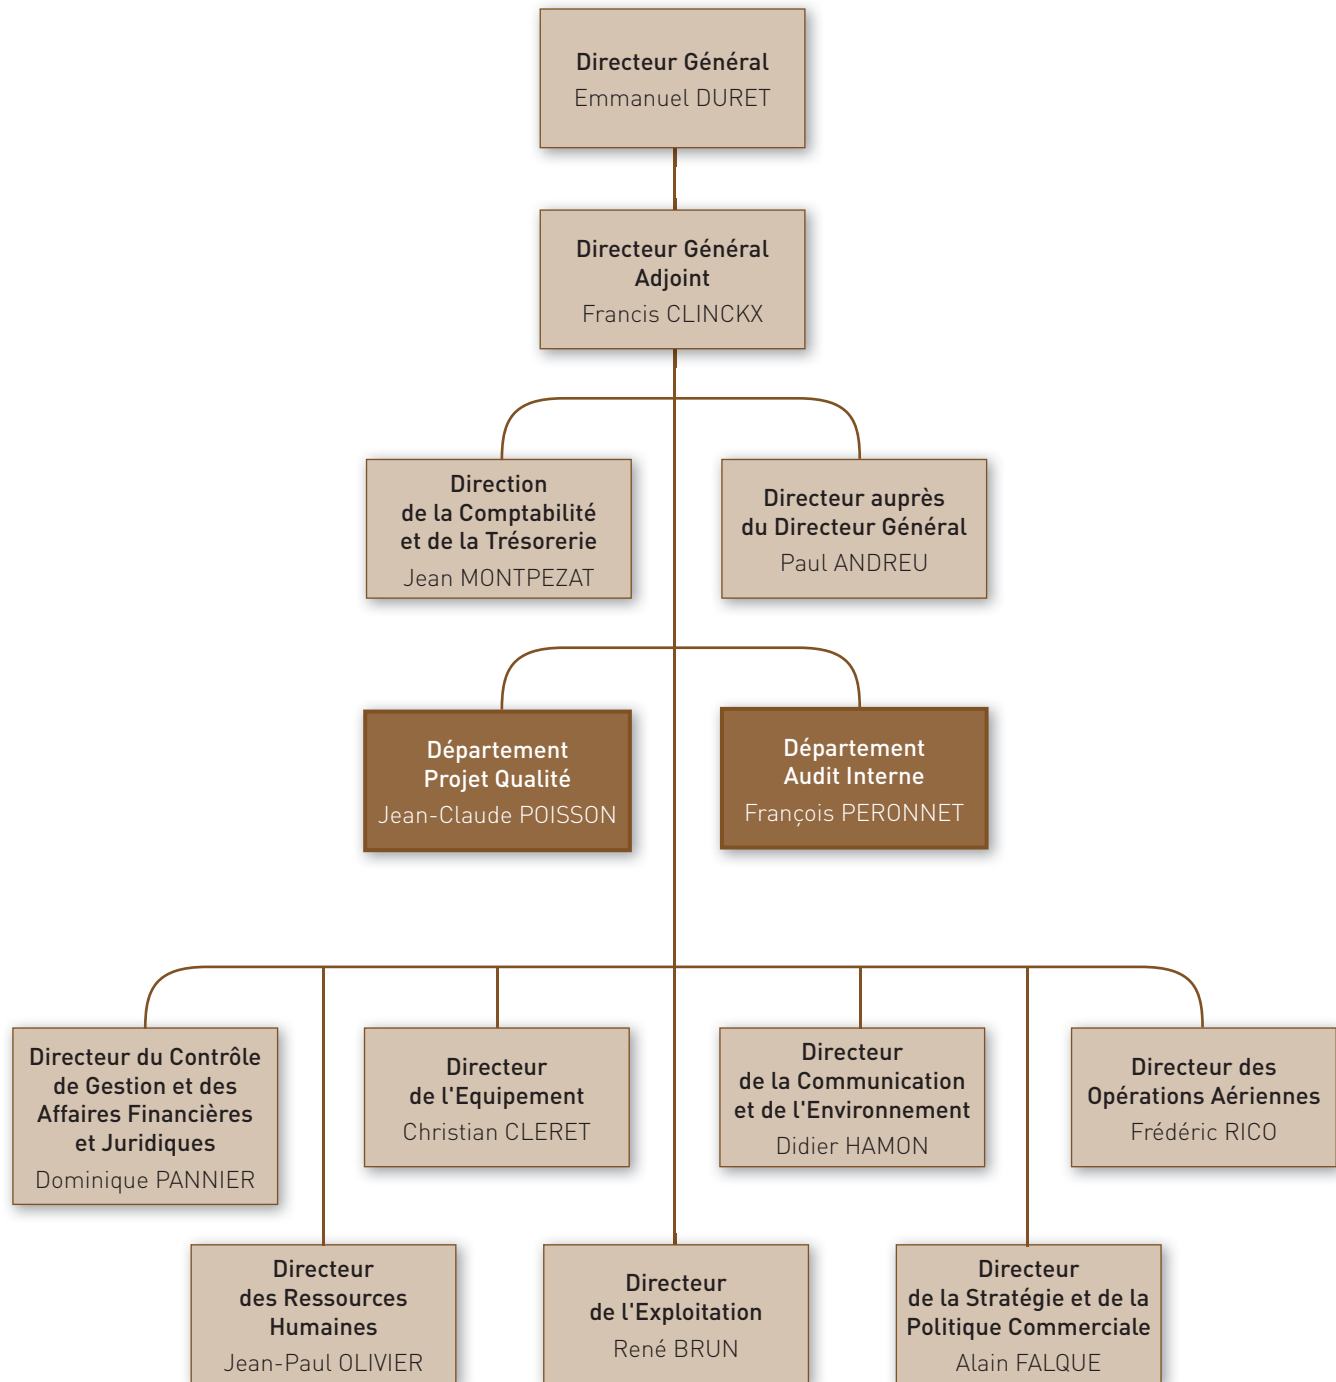 Directeur Général
Emmanuel DURET
Directeur Général
Adjoint
Francis CLINCKX
Direction
de la Comptabilité
et de la Trésorerie
Jean MONTPEZAT
Directeur auprès
du Directeur Général
Paul ANDREU
Département
Projet Qualité
Jean-Claude POISSON
Département
Audit Interne
François PERONNET
Directeur du Contrôle
de Gestion et des
Affaires Financières
et Juridiques
Dominique PANNIER
Directeur
de l'Equipement
Christian CLERET
Directeur
de la Communication
et de l'Environnement
Didier HAMON
Directeur des
Opérations Aériennes
Frédéric RICO
Directeur
des Ressources
Humaines
Jean-Paul OLIVIER
Directeur
de l'Exploitation
René BRUN
Directeur
de la Stratégie et de la
Politique Commerciale
Alain FALQUE